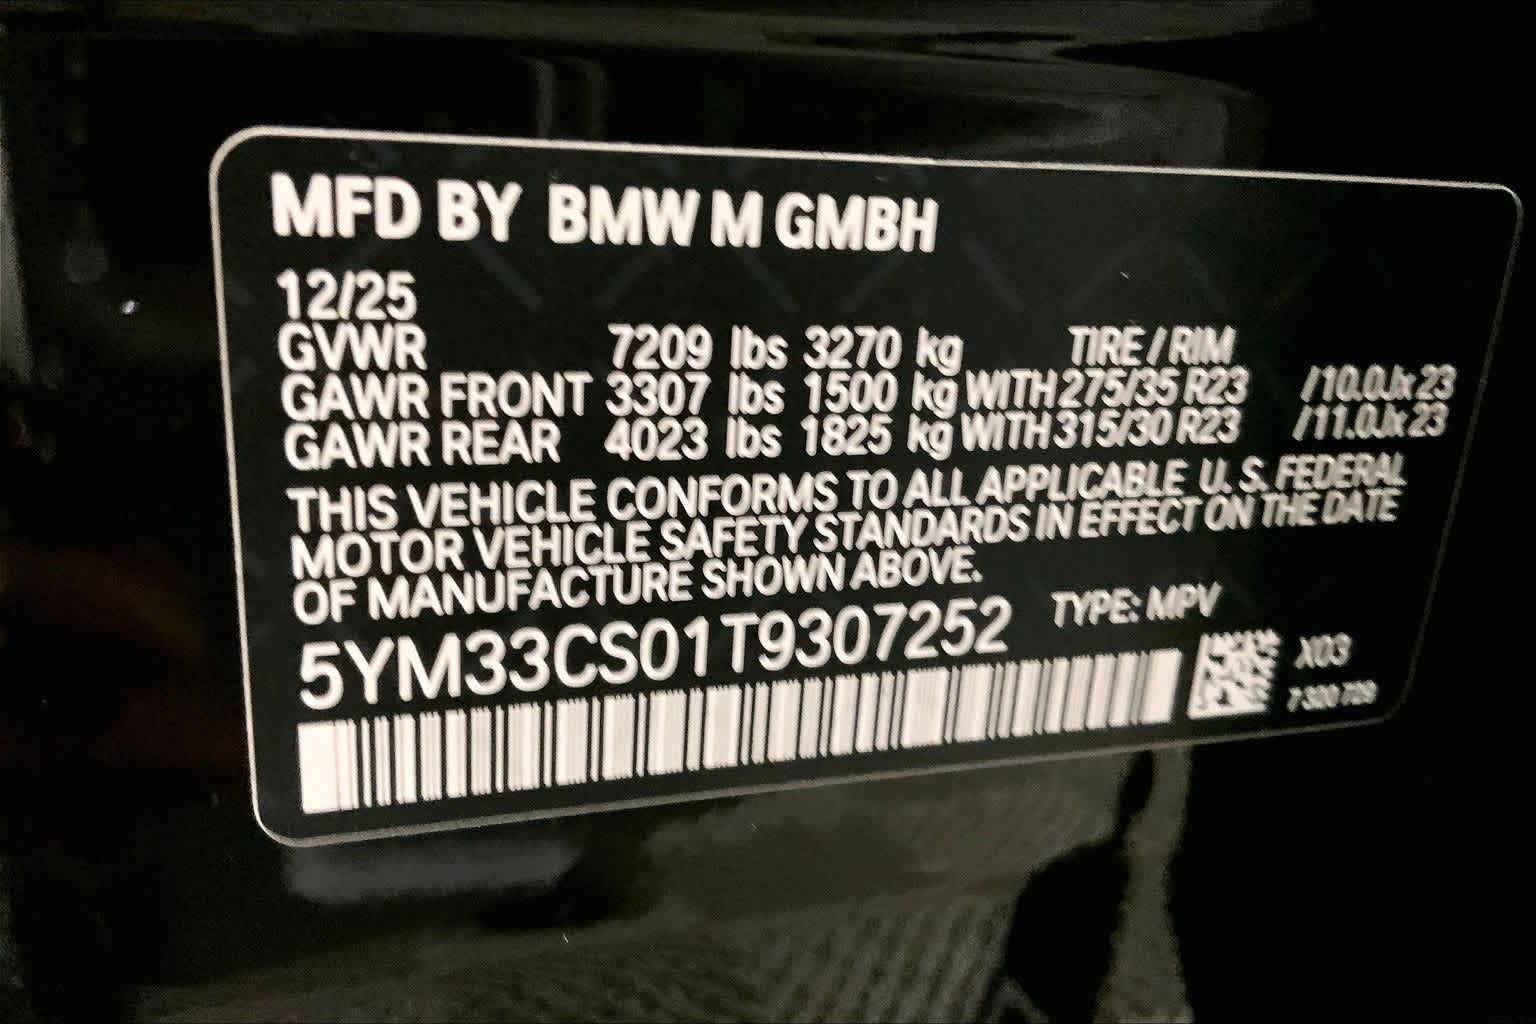 MFD BY BMW M GMBH
12/25
GVWR 7209 lbs 3270 kg TIRE / RIM
GAWR FRONT 3307 lbs 1500 kg WITH 275/35 R23 /10.0Jx23
GAWR REAR 4023 lbs 1825 kg WITH 315/30 R23 /11.0Jx23
THIS VEHICLE CONFORMS TO ALL APPLICABLE U. S. FEDERAL
MOTOR VEHICLE SAFETY STANDARDS IN EFFECT ON THE DATE
OF MANUFACTURE SHOWN ABOVE.
5YM33CS01T9307252 TYPE: MPV
X03
7 300 729